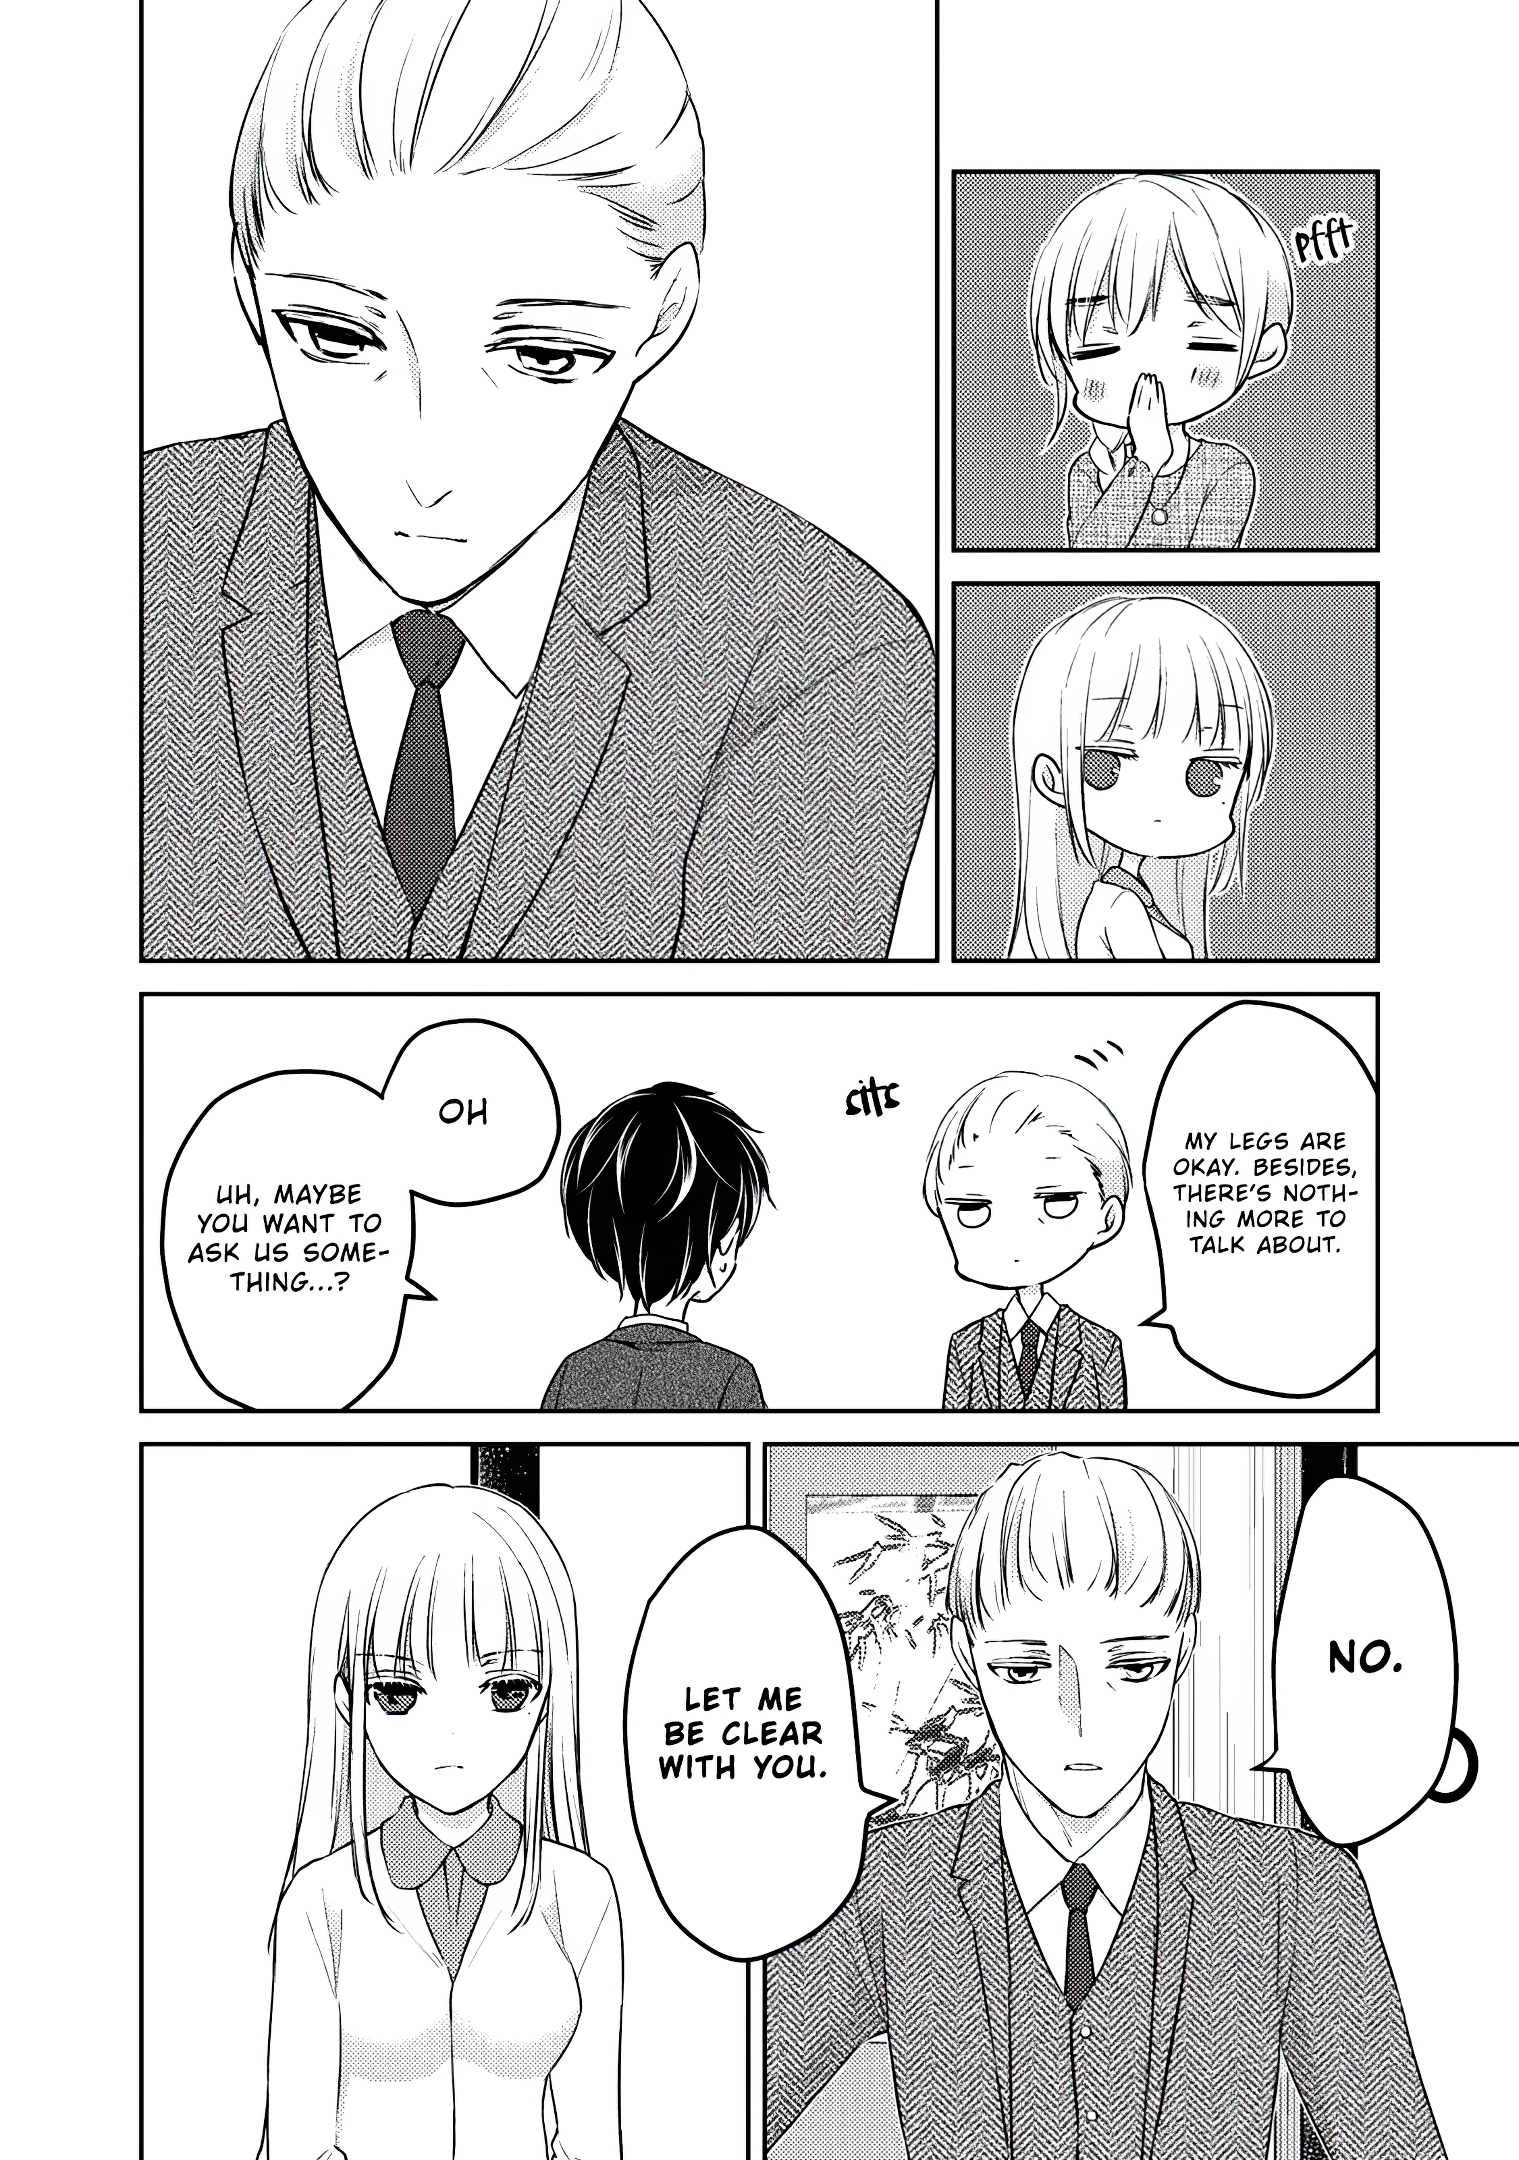 pfft
MY LEGS ARE
OKAY. BESIDES,
THERE'S NOTH-
ING MORE TO
TALK ABOUT.
sits
OH
UH, MAYBE
YOU WANT TO
ASK US SOME-
THING...?
NO.
LET ME
BE CLEAR
WITH YOU.